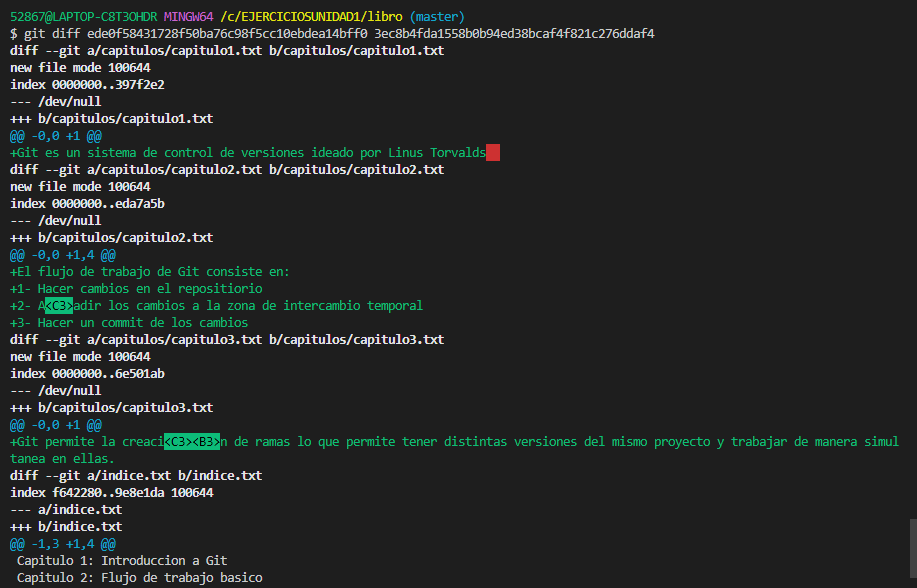 52867@LAPTOP-C8T3OHDR MINGW64 /c/EJERCICIOSUNIDAD1/libro (master)
$ git diff ede0f58431728f50ba76c98f5cc10ebdea14bff0 3ec8b4fda1558b0b94ed38bcaf4f821c276ddaf4
diff --git a/capitulos/capitulo1.txt b/capitulos/capitulo1.txt
new file mode 100644
index 0000000..397f2e2
--- /dev/null
+++ b/capitulos/capitulo1.txt
@@ -0,0 +1 @@
+Git es un sistema de control de versiones ideado por Linus Torvalds
diff --git a/capitulos/capitulo2.txt b/capitulos/capitulo2.txt
new file mode 100644
index 0000000..eda7a5b
--- /dev/null
+++ b/capitulos/capitulo2.txt
@@ -0,0 +1,4 @@
+El flujo de trabajo de Git consiste en:
+1- Hacer cambios en el repositiorio
+2- A<C3>adir los cambios a la zona de intercambio temporal
+3- Hacer un commit de los cambios
diff --git a/capitulos/capitulo3.txt b/capitulos/capitulo3.txt
new file mode 100644
index 0000000..6e501ab
--- /dev/null
+++ b/capitulos/capitulo3.txt
@@ -0,0 +1 @@
+Git permite la creaci<C3><B3>n de ramas lo que permite tener distintas versiones del mismo proyecto y trabajar de manera simul
tanea en ellas.
diff --git a/indice.txt b/indice.txt
index f642280..9e8e1da 100644
--- a/indice.txt
+++ b/indice.txt
@@ -1,3 +1,4 @@
 Capitulo 1: Introduccion a Git
 Capitulo 2: Flujo de trabajo basico